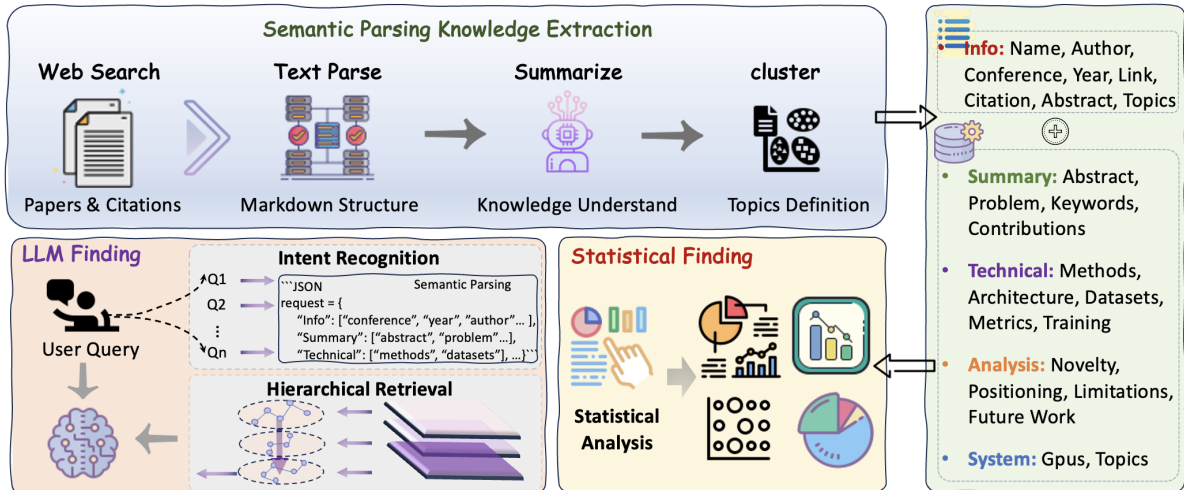 Semantic Parsing Knowledge Extraction
Web Search
Text Parse
Summarize
cluster
Papers & Citations
Markdown Structure
Knowledge Understand
Topics Definition
• Info: Name, Author,
Conference, Year, Link,
Citation, Abstract, Topics
• Summary: Abstract,
Problem, Keywords,
Contributions
• Technical: Methods,
Architecture, Datasets,
Metrics, Training
• Analysis: Novelty,
Positioning, Limitations,
Future Work
• System: Gpus, Topics
LLM Finding
User Query
Q1
Q2
⋮
Qn
Intent Recognition
```JSON
Semantic Parsing
request = {
"Info": ["conference", "year", "author"... ],
"Summary": ["abstract", "problem"...],
"Technical": ["methods", "datasets"], ...}```
Hierarchical Retrieval
Statistical Finding
Statistical
Analysis